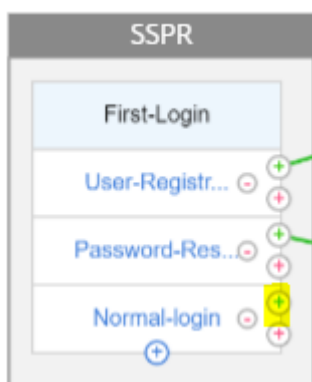 SSPR
First-Login
User-Registr...
Password-Res...
Normal-login